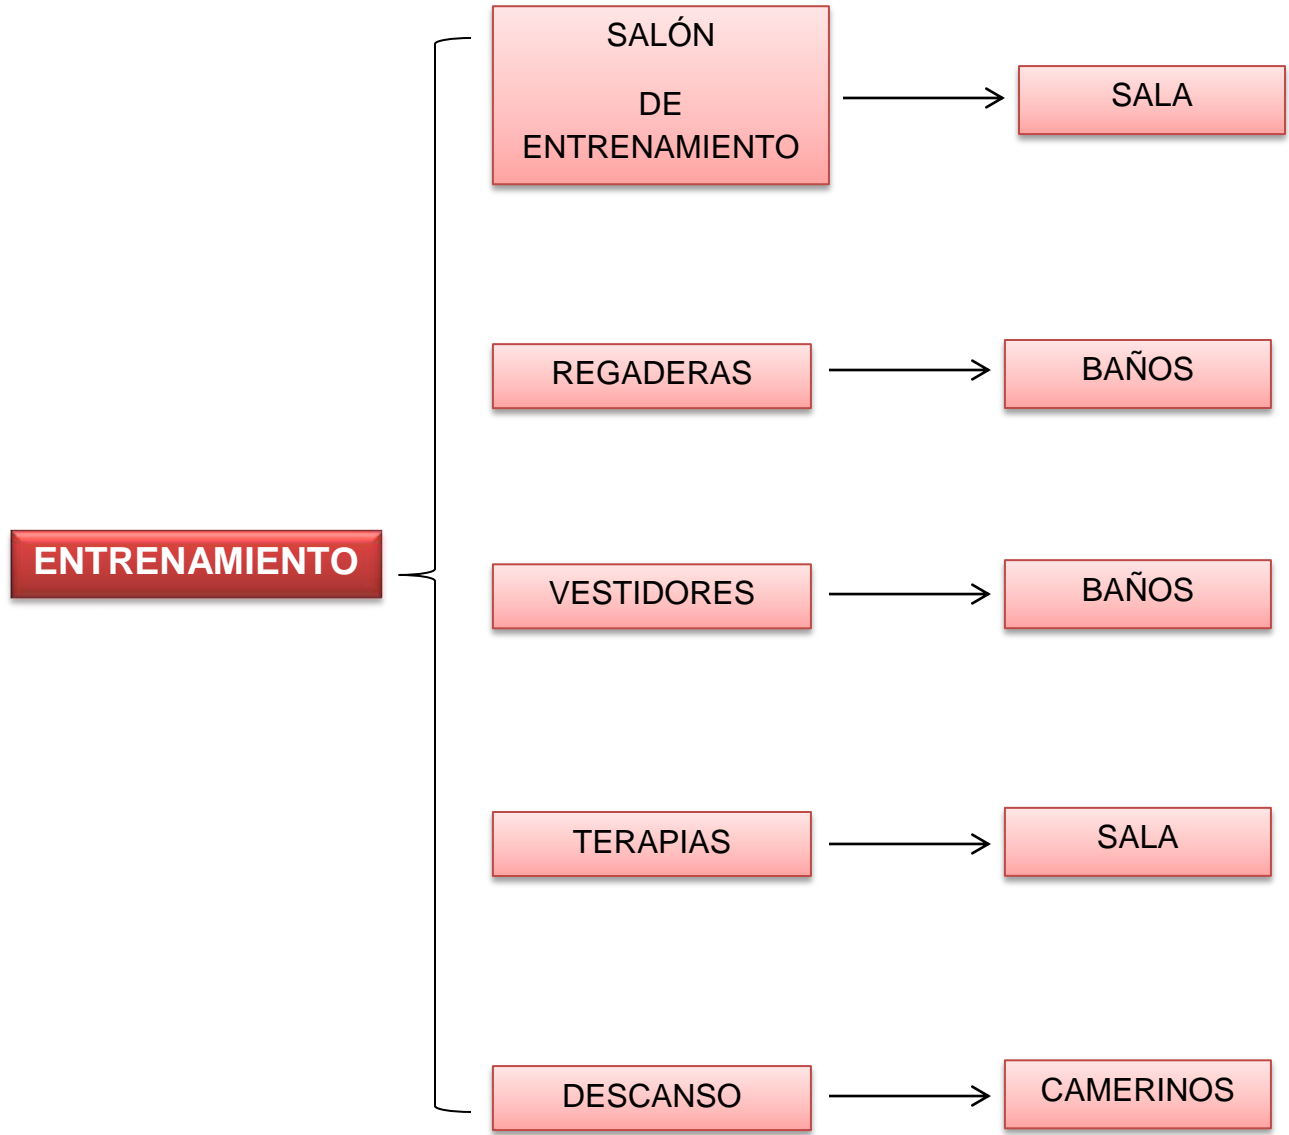 SALÓN
DE
ENTRENAMIENTO
SALA
REGADERAS
BAÑOS
ENTRENAMIENTO
VESTIDORES
BAÑOS
TERAPIAS
SALA
DESCANSO
CAMERINOS